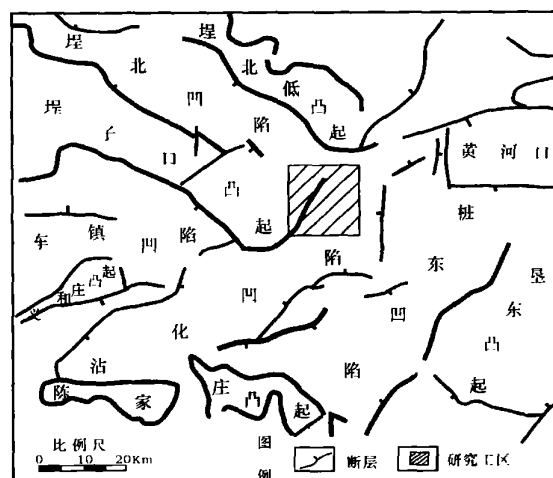 埕北凹陷
埕北低凸起
埕子口凸起
黄河口
车镇凹陷
义和庄凸起
沾化凹陷
桩东凹陷
垦东凸起
陈家庄凸起
比例尺
0 10 20Km
图例
断层
研究工区